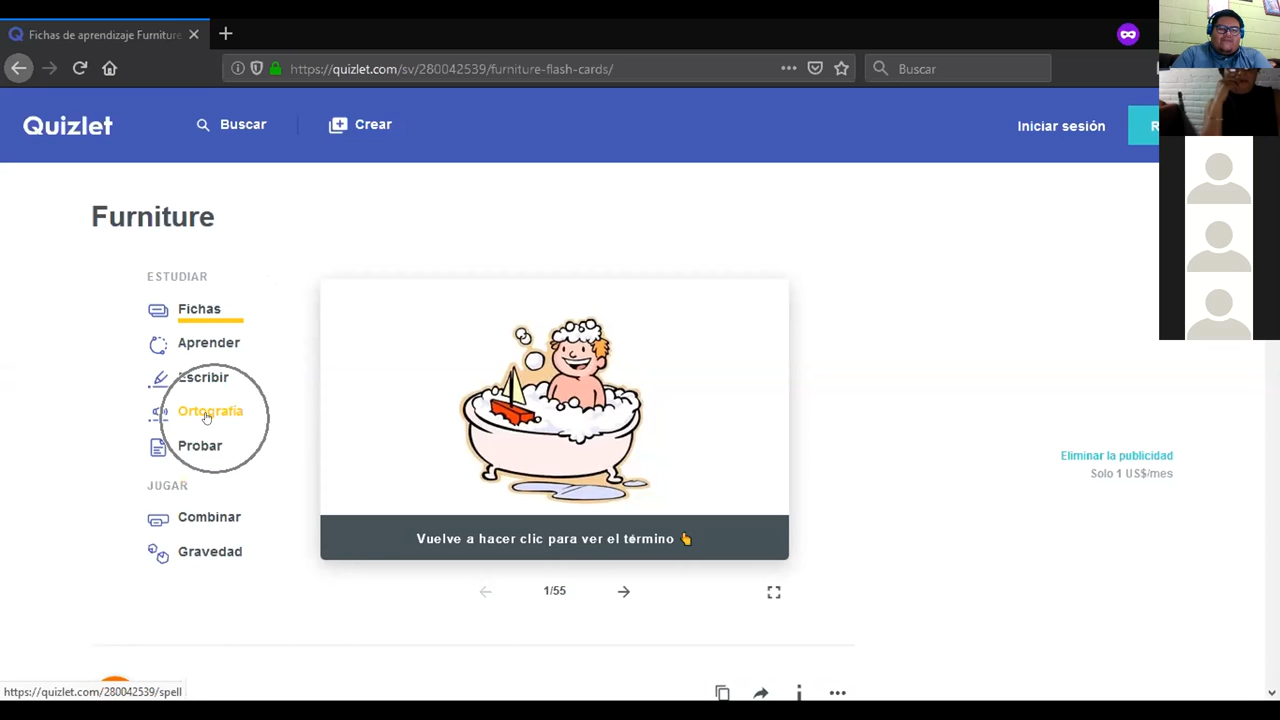 Fichas de aprendizaje Furniture
https://quizlet.com/sv/280042539/furniture-flash-cards/
Buscar
Quizlet
Buscar
Crear
Iniciar sesión
R
Furniture
ESTUDIAR
Fichas
Aprender
Escribir
Ortografía
Probar
JUGAR
Combinar
Gravedad
Vuelve a hacer clic para ver el término
1/55
Eliminar la publicidad
Solo 1 US$/mes
https://quizlet.com/280042539/spell